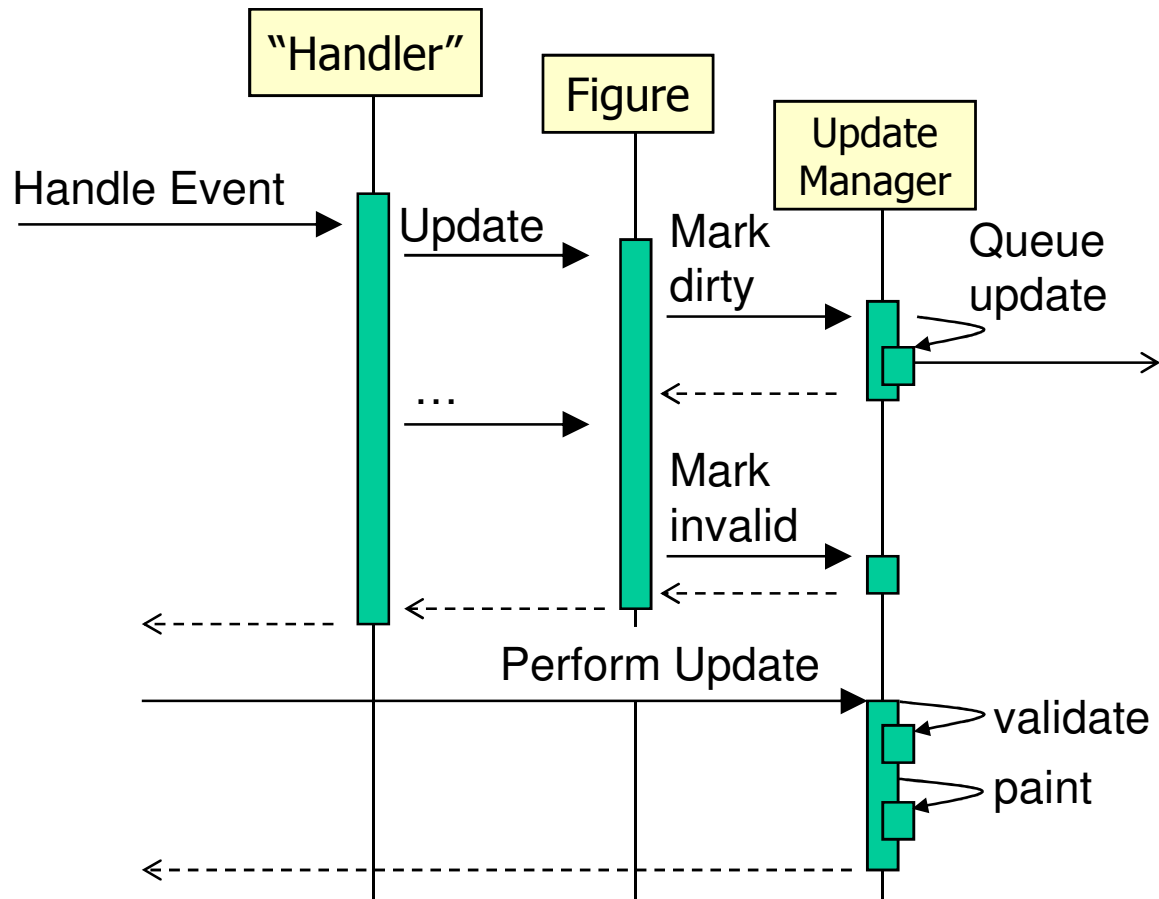 “Handler”
Figure
Update
Manager
Handle Event
Update
Mark
dirty
Queue
update
...
Mark
invalid
Perform Update
validate
paint